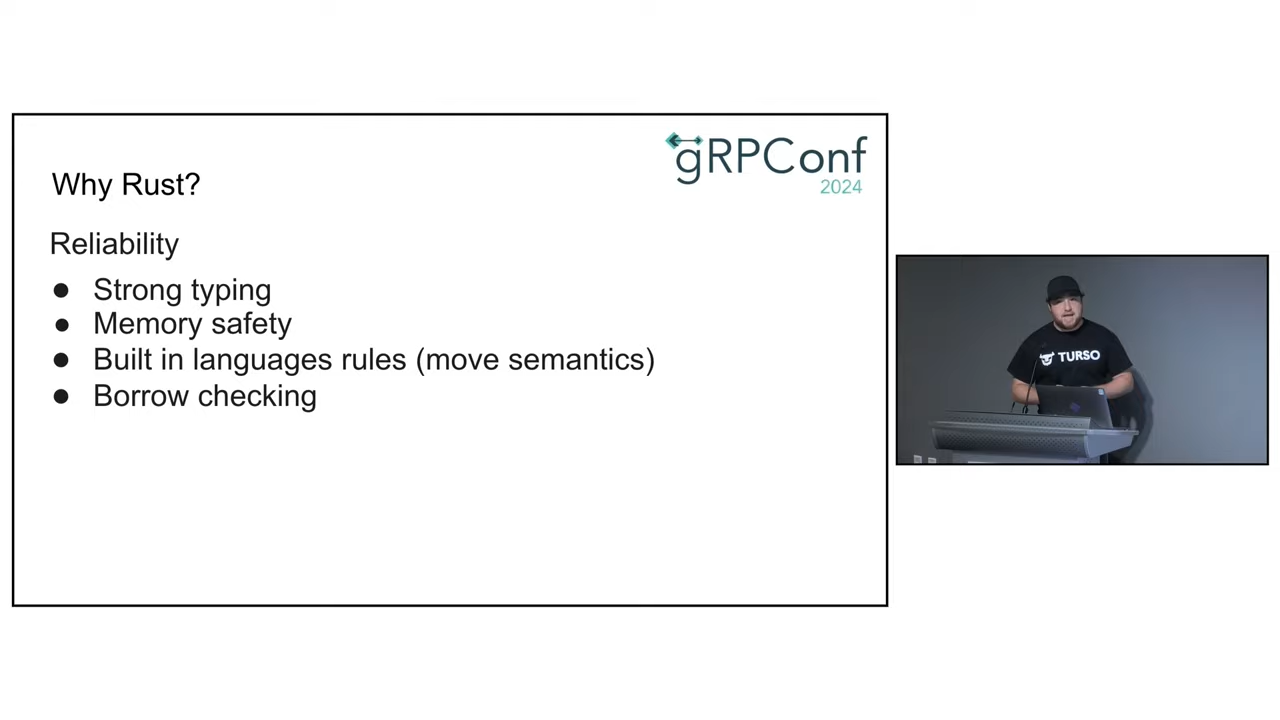 gRPConf
2024
Why Rust?
Reliability
● Strong typing
● Memory safety
● Built in languages rules (move semantics)
● Borrow checking
TURSO